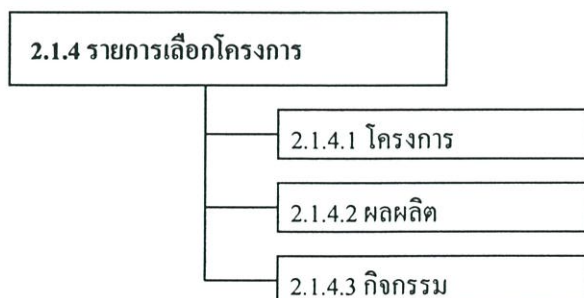 2.1.4 รายการเลือกโครงการ
2.1.4.1 โครงการ
2.1.4.2 ผลผลิต
2.1.4.3 กิจกรรม